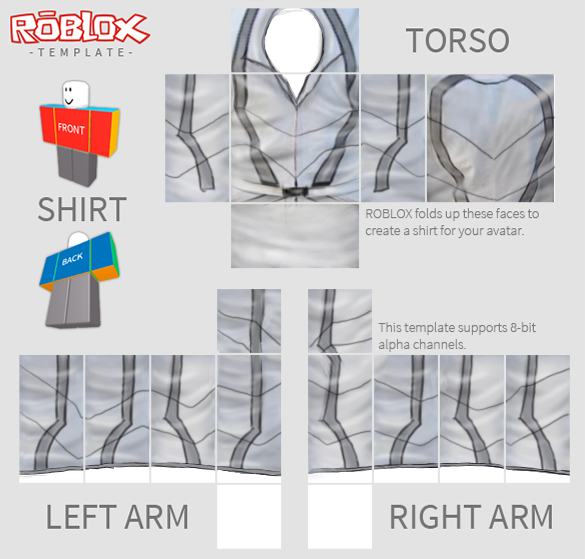 ROBLOX
-TEMPLATE-
TORSO
FRONT
SHIRT
ROBLOX folds up these faces to
create a shirt for your avatar.
BACK
This template supports 8-bit
alpha channels.
LEFT ARM
RIGHT ARM